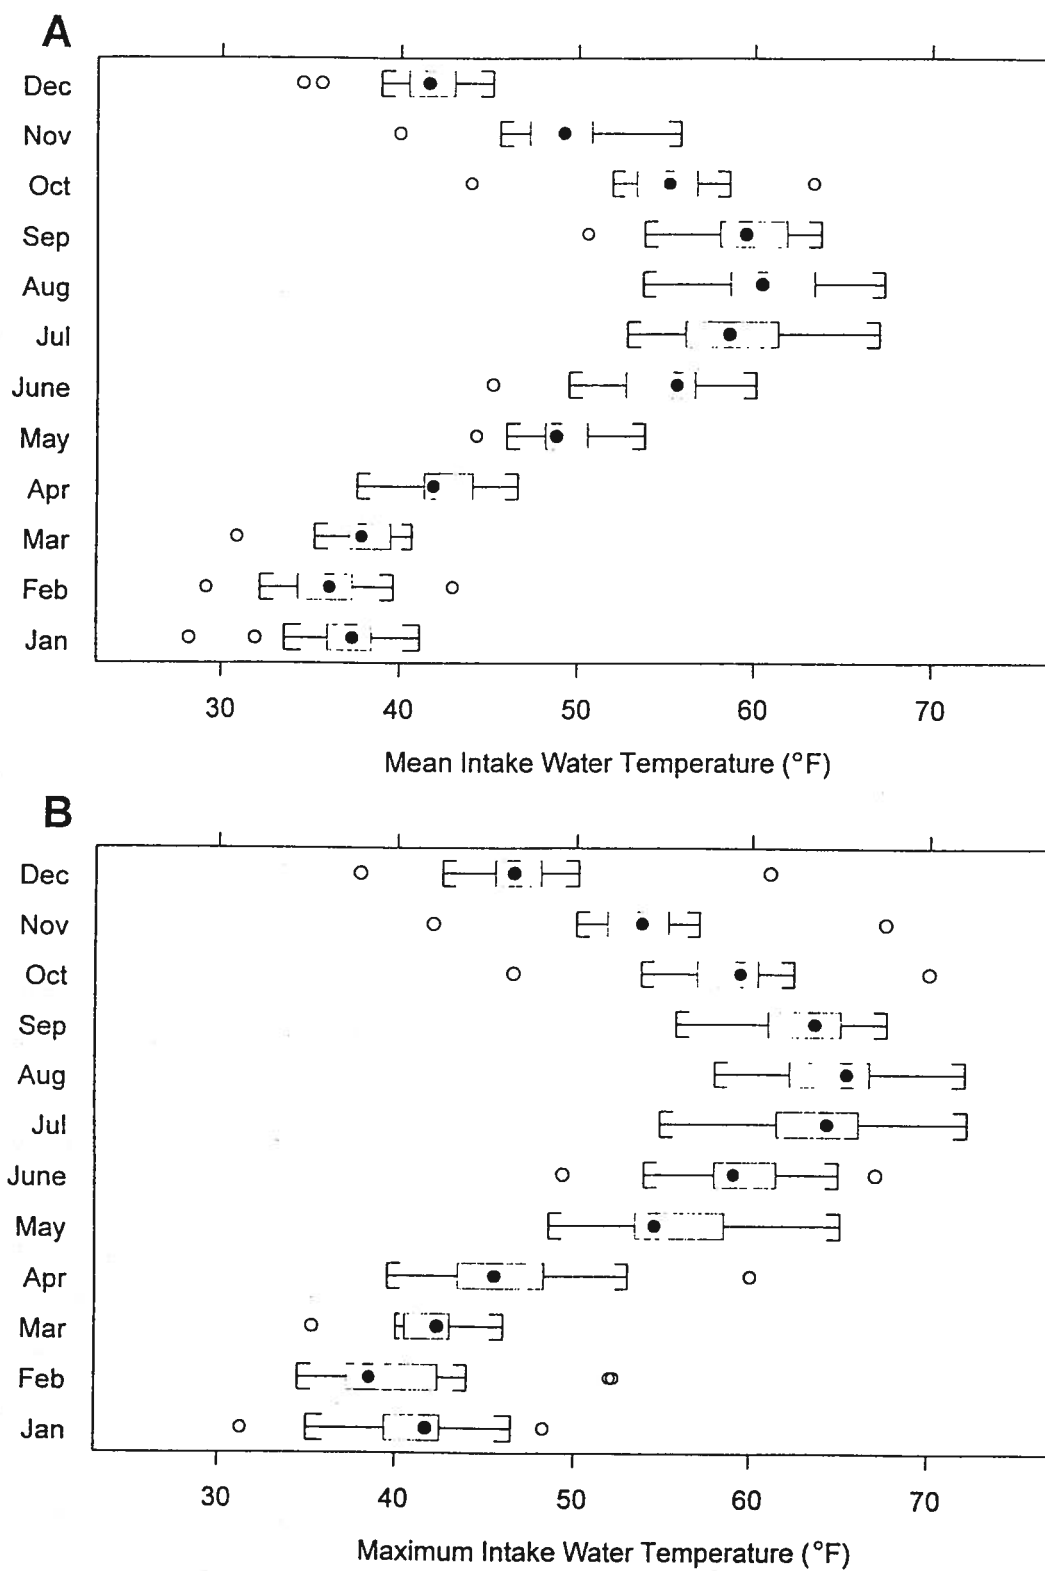 A
Dec
Nov
Oct
Sep
Aug
Jul
June
May
Apr
Mar
Feb
Jan
30 40 50 60 70
Mean Intake Water Temperature (°F)
B
Dec
Nov
Oct
Sep
Aug
Jul
June
May
Apr
Mar
Feb
Jan
30 40 50 60 70
Maximum Intake Water Temperature (°F)